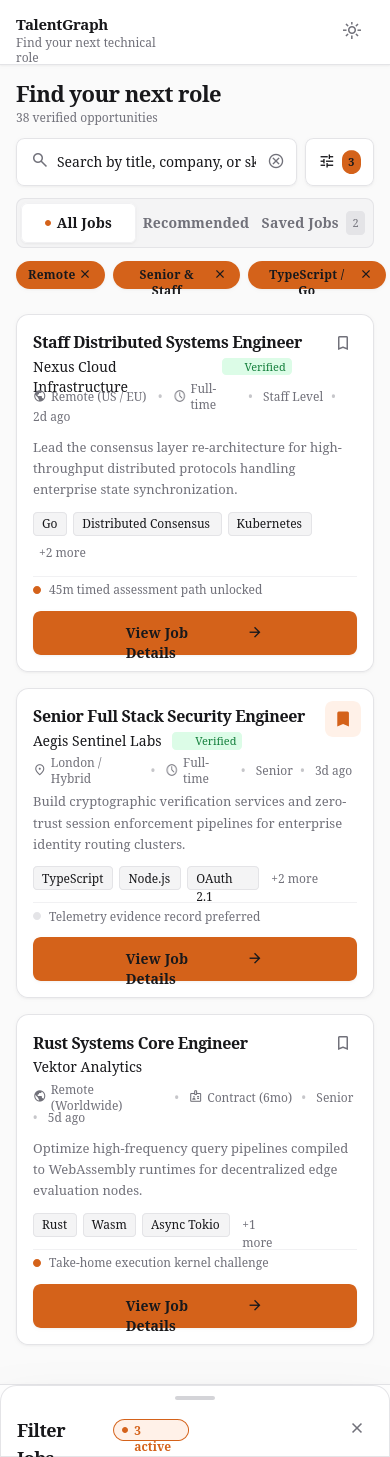 TalentGraph
Find your next technical
role
Find your next role
38 verified opportunities
Search by title, company, or sk
3
All Jobs Recommended Saved Jobs 2
Remote Senior & TypeScript /
Staff Go
Staff Distributed Systems Engineer
Nexus Cloud Verified
Infrastructure
Remote (US / EU) • Full- • Staff Level •
time
2d ago
Lead the consensus layer re-architecture for high-
throughput distributed protocols handling
enterprise state synchronization.
Go Distributed Consensus Kubernetes
+2 more
45m timed assessment path unlocked
View Job
Details
Senior Full Stack Security Engineer
Aegis Sentinel Labs Verified
London / • Full- • Senior • 3d ago
Hybrid time
Build cryptographic verification services and zero-
trust session enforcement pipelines for enterprise
identity routing clusters.
TypeScript Node.js OAuth +2 more
2.1
Telemetry evidence record preferred
View Job
Details
Rust Systems Core Engineer
Vektor Analytics
Remote • Contract (6mo) • Senior
(Worldwide)
• 5d ago
Optimize high-frequency query pipelines compiled
to WebAssembly runtimes for decentralized edge
evaluation nodes.
Rust Wasm Async Tokio +1
more
Take-home execution kernel challenge
View Job
Details
Filter 3
Jobs active